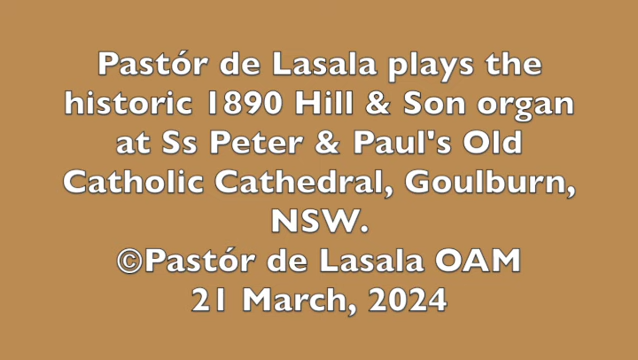 Pastór de Lasala plays the
historic 1890 Hill & Son organ
at Ss Peter & Paul's Old
Catholic Cathedral, Goulburn,
NSW.
©Pastór de Lasala OAM
21 March, 2024